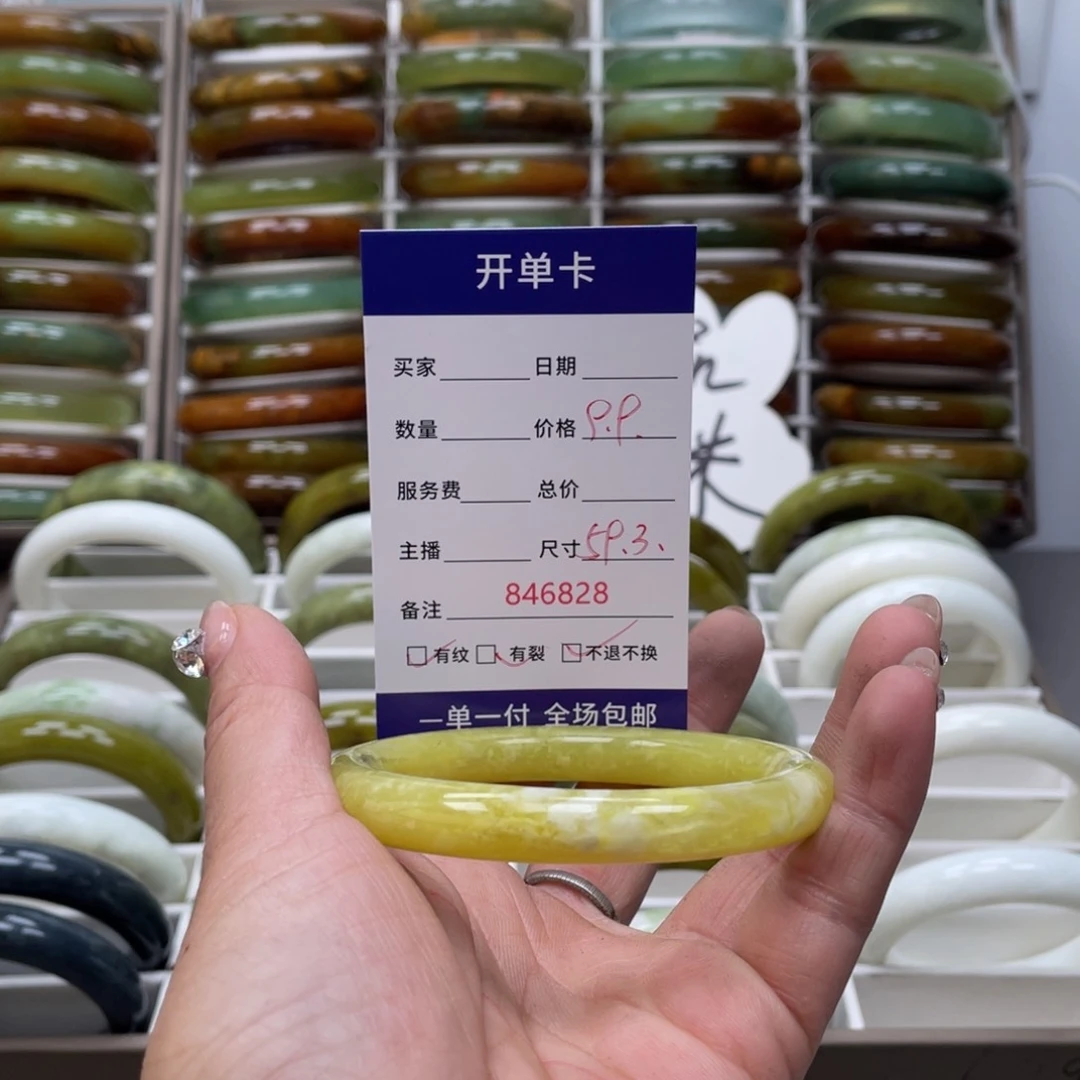 开单卡
买家 日期
数量 价格 9.9.
服务费 总价
主播 尺寸 59.3.
846828
备注
有纹 有裂 不退不换
一单一付 全场包邮